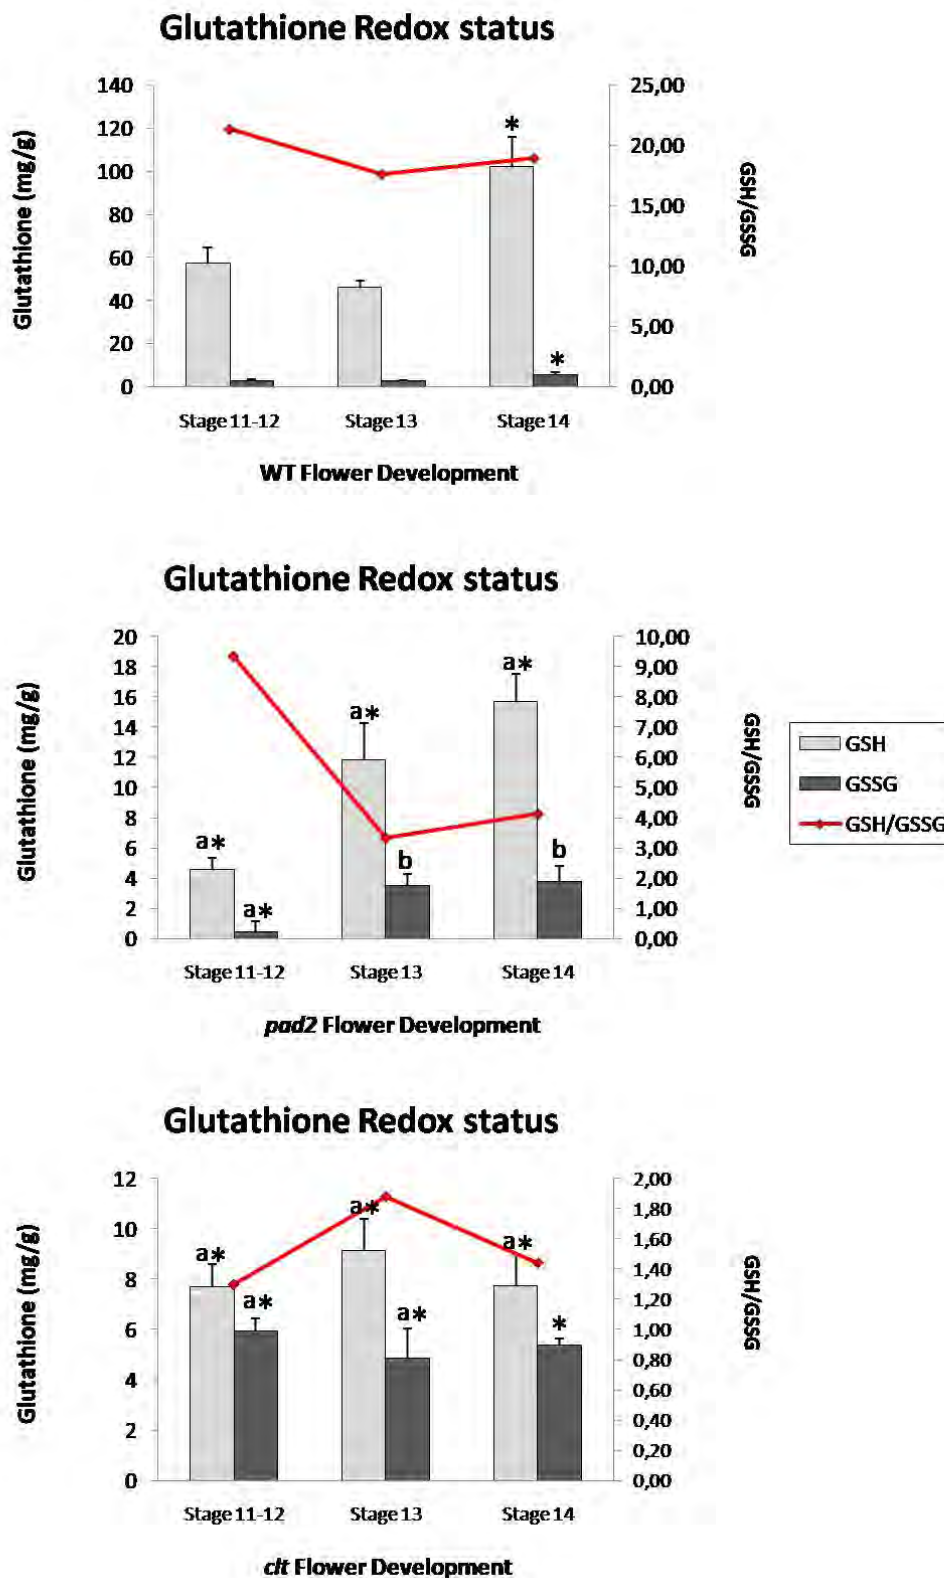 Glutathione Redox status
140
120
100
80
60
40
20
0
Glutathione (mg/g)
25,00
20,00
15,00
10,00
5,00
0,00
GSH/GSSG
*
*
Stage 11-12
Stage 13
Stage 14
WT Flower Development
Glutathione Redox status
20
18
16
14
12
10
8
6
4
2
0
Glutathione (mg/g)
10,00
9,00
8,00
7,00
6,00
5,00
4,00
3,00
2,00
1,00
0,00
GSH/GSSG
a*
a*
a*
b
a*
b
Stage 11-12
Stage 13
Stage 14
pad2 Flower Development
GSH
GSSG
GSH/GSSG
Glutathione Redox status
12
10
8
6
4
2
0
Glutathione (mg/g)
2,00
1,80
1,60
1,40
1,20
1,00
0,80
0,60
0,40
0,20
0,00
GSH/GSSG
a*
a*
a*
a*
a*
*
Stage 11-12
Stage 13
Stage 14
clt Flower Development